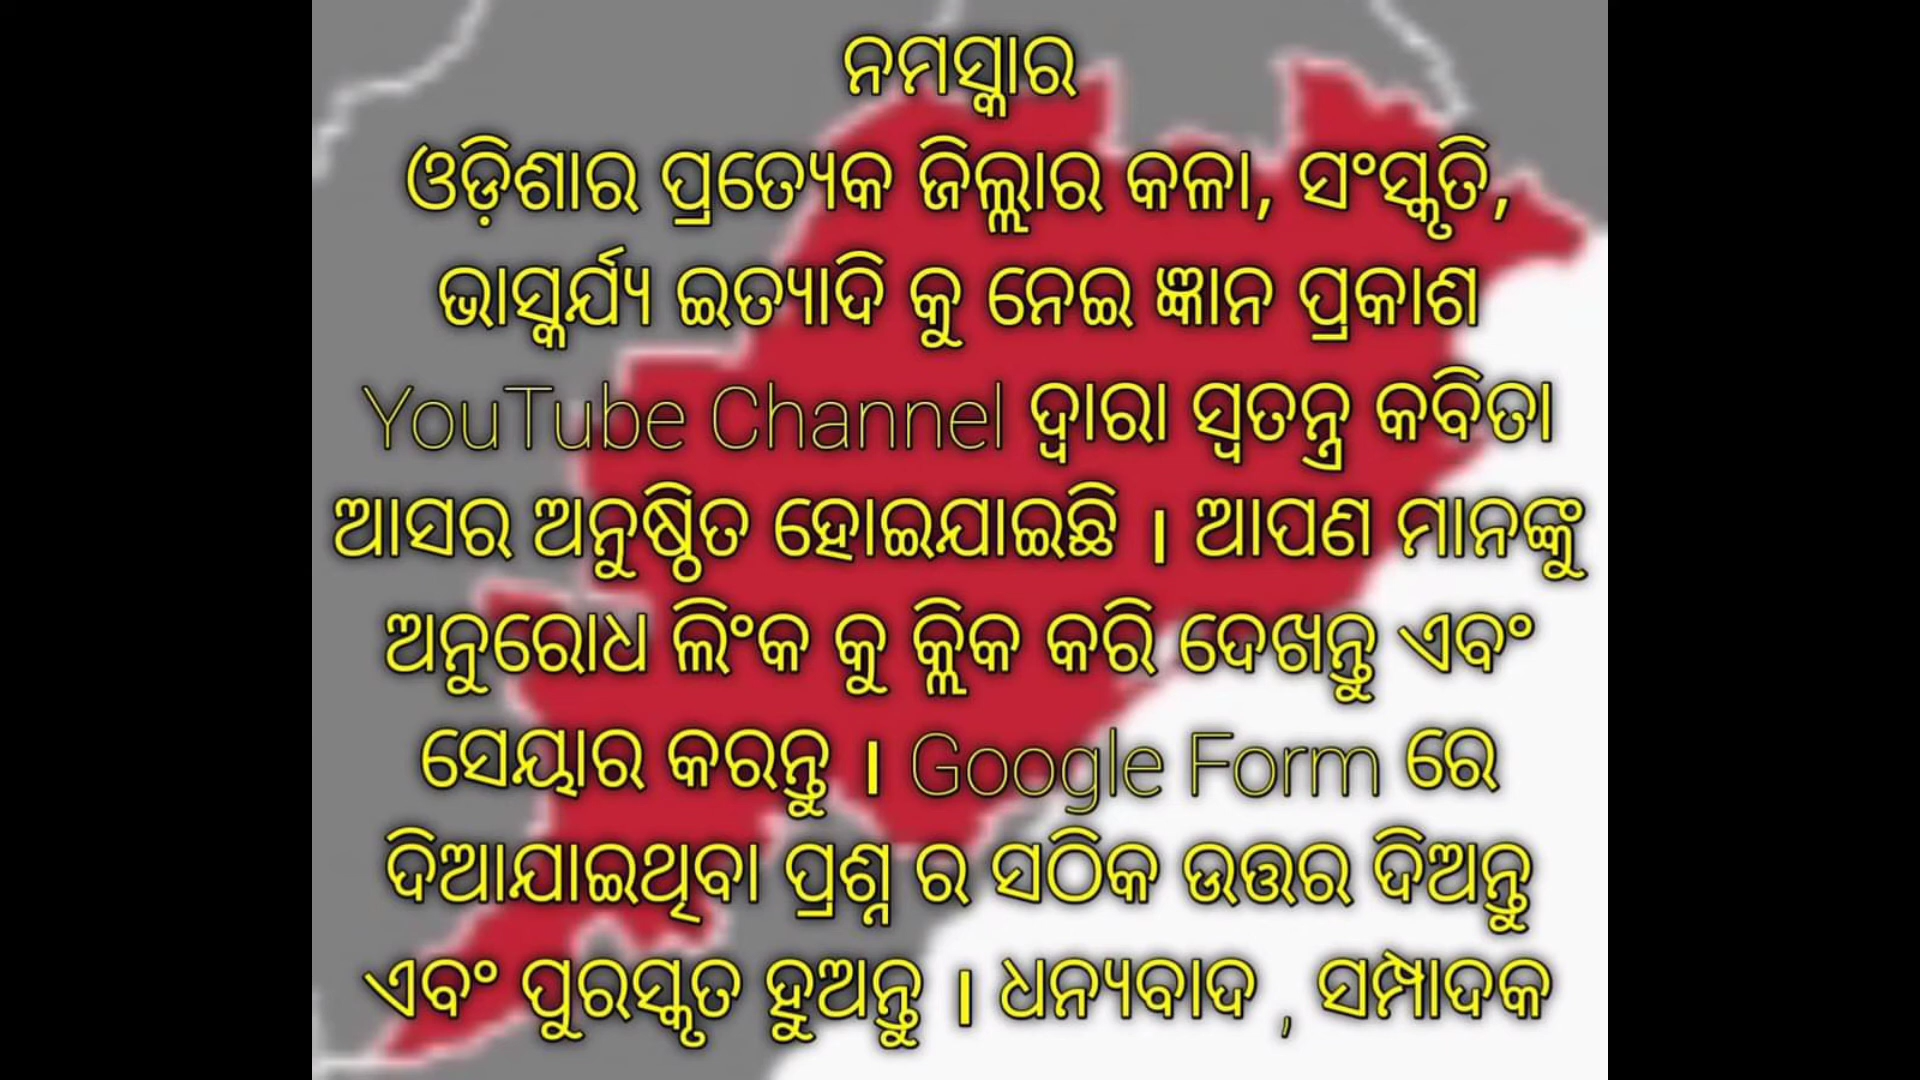 ନମସ୍କାର
ଓଡ଼ିଶାର ପ୍ରତ୍ୟେକ ଜିଲ୍ଲାର କଳା, ସଂସ୍କୃତି,
ଭାସ୍କର୍ଯ୍ୟ ଇତ୍ୟାଦି କୁ ନେଇ ଜ୍ଞାନ ପ୍ରକାଶ
YouTube Channel ଦ୍ୱାରା ସ୍ୱତନ୍ତ୍ର କବିତା
ଆସର ଅନୁଷ୍ଠିତ ହୋଇଯାଇଛି । ଆପଣ ମାନଙ୍କୁ
ଅନୁରୋଧ ଲିଂକ କୁ କ୍ଲିକ କରି ଦେଖନ୍ତୁ ଏବଂ
ସେୟାର କରନ୍ତୁ । Google Form ରେ
ଦିଆଯାଇଥିବା ପ୍ରଶ୍ନ ର ସଠିକ ଉତ୍ତର ଦିଅନ୍ତୁ
ଏବଂ ପୁରସ୍କୃତ ହୁଅନ୍ତୁ । ଧନ୍ୟବାଦ , ସମ୍ପାଦକ